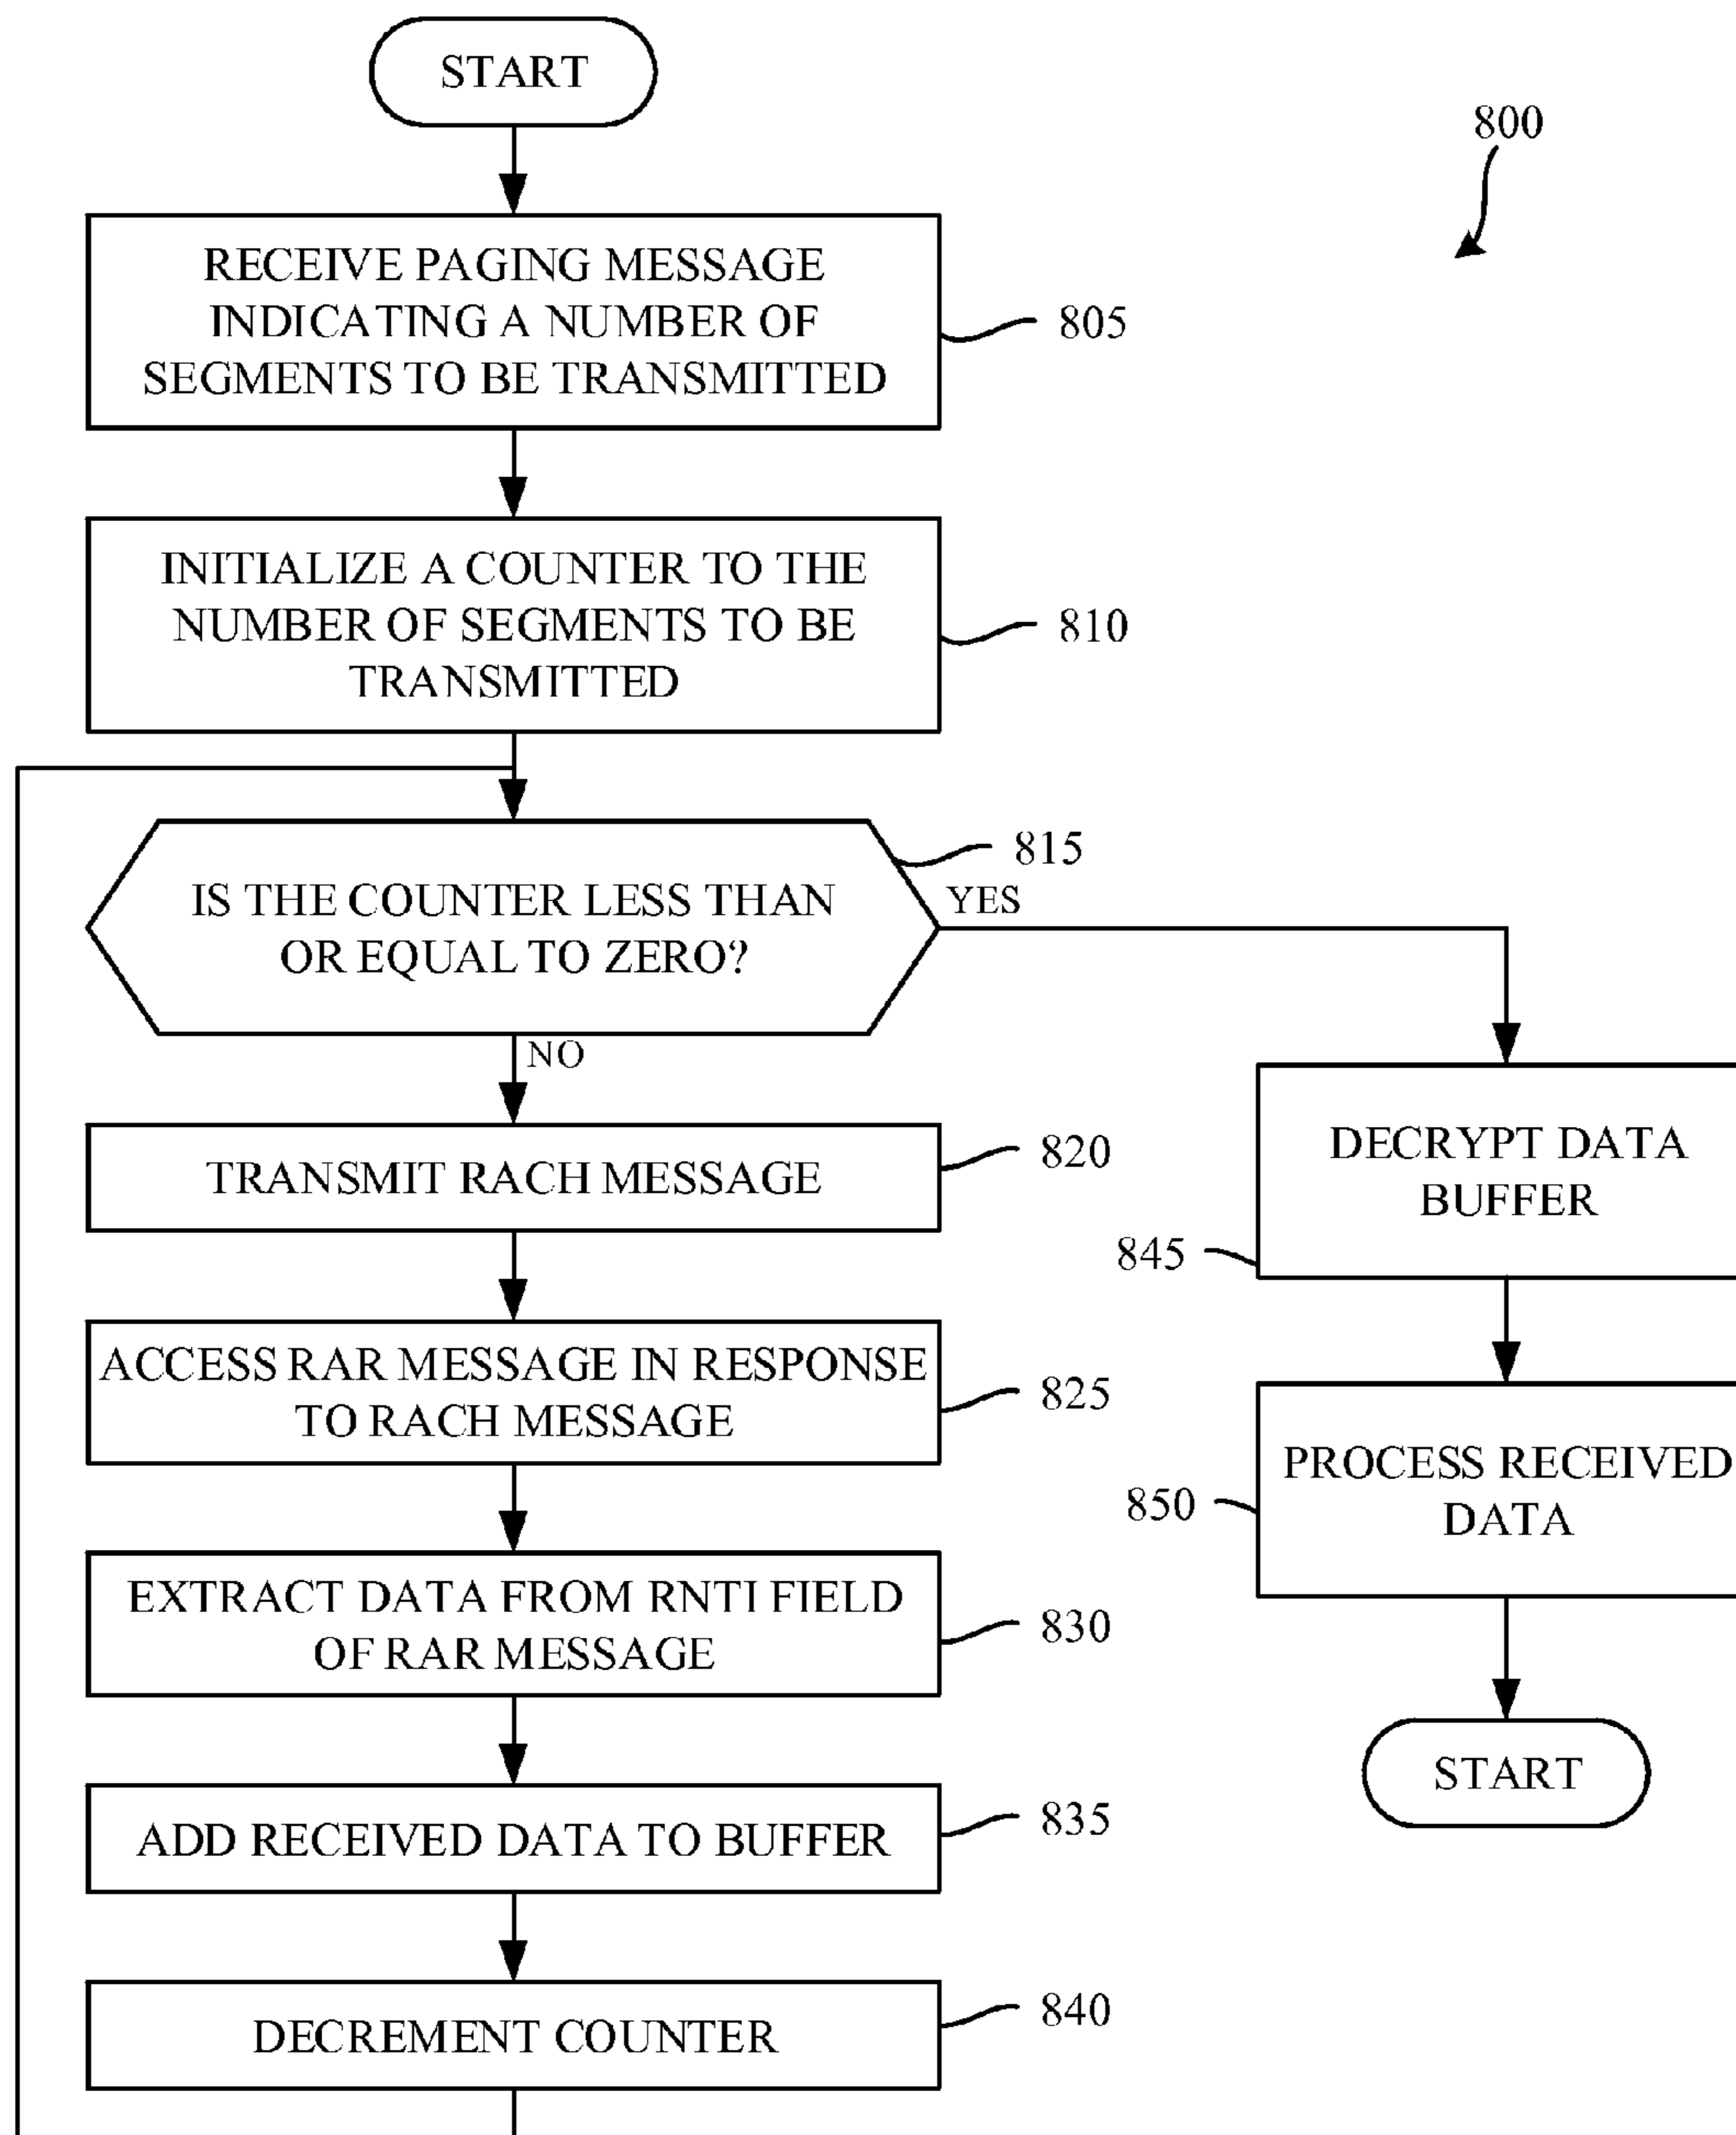 START
800
RECEIVE PAGING MESSAGE
INDICATING A NUMBER OF
SEGMENTS TO BE TRANSMITTED
805
INITIALIZE A COUNTER TO THE
NUMBER OF SEGMENTS TO BE
TRANSMITTED
810
IS THE COUNTER LESS THAN
OR EQUAL TO ZERO?
815
YES
NO
TRANSMIT RACH MESSAGE
820
ACCESS RAR MESSAGE IN RESPONSE
TO RACH MESSAGE
825
EXTRACT DATA FROM RNTI FIELD
OF RAR MESSAGE
830
ADD RECEIVED DATA TO BUFFER
835
DECREMENT COUNTER
840
DECRYPT DATA
BUFFER
845
PROCESS RECEIVED
DATA
850
START